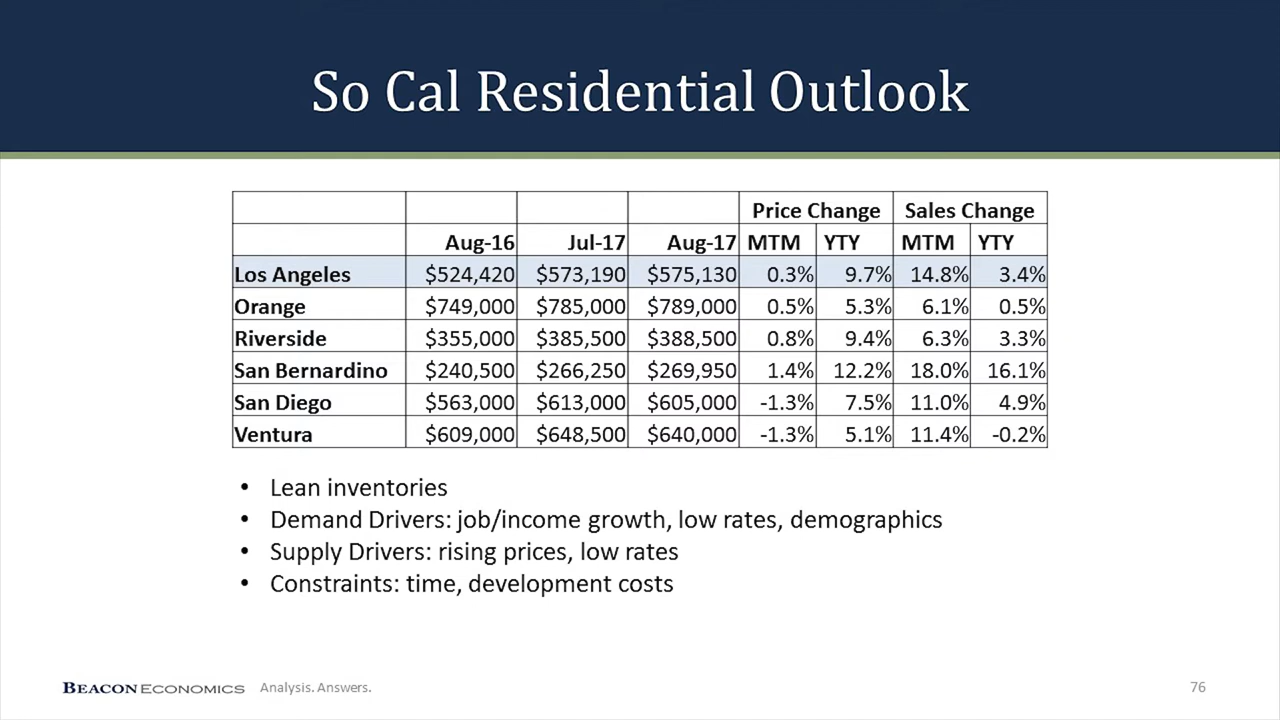 So Cal Residential Outlook
Price Change Sales Change
Aug-16 Jul-17 Aug-17 MTM YTY MTM YTY
Los Angeles $524,420 $573,190 $575,130 0.3% 9.7% 14.8% 3.4%
Orange $749,000 $785,000 $789,000 0.5% 5.3% 6.1% 0.5%
Riverside $355,000 $385,500 $388,500 0.8% 9.4% 6.3% 3.3%
San Bernardino $240,500 $266,250 $269,950 1.4% 12.2% 18.0% 16.1%
San Diego $563,000 $613,000 $605,000 -1.3% 7.5% 11.0% 4.9%
Ventura $609,000 $648,500 $640,000 -1.3% 5.1% 11.4% -0.2%
• Lean inventories
• Demand Drivers: job/income growth, low rates, demographics
• Supply Drivers: rising prices, low rates
• Constraints: time, development costs
BEACON ECONOMICS Analysis. Answers. 76